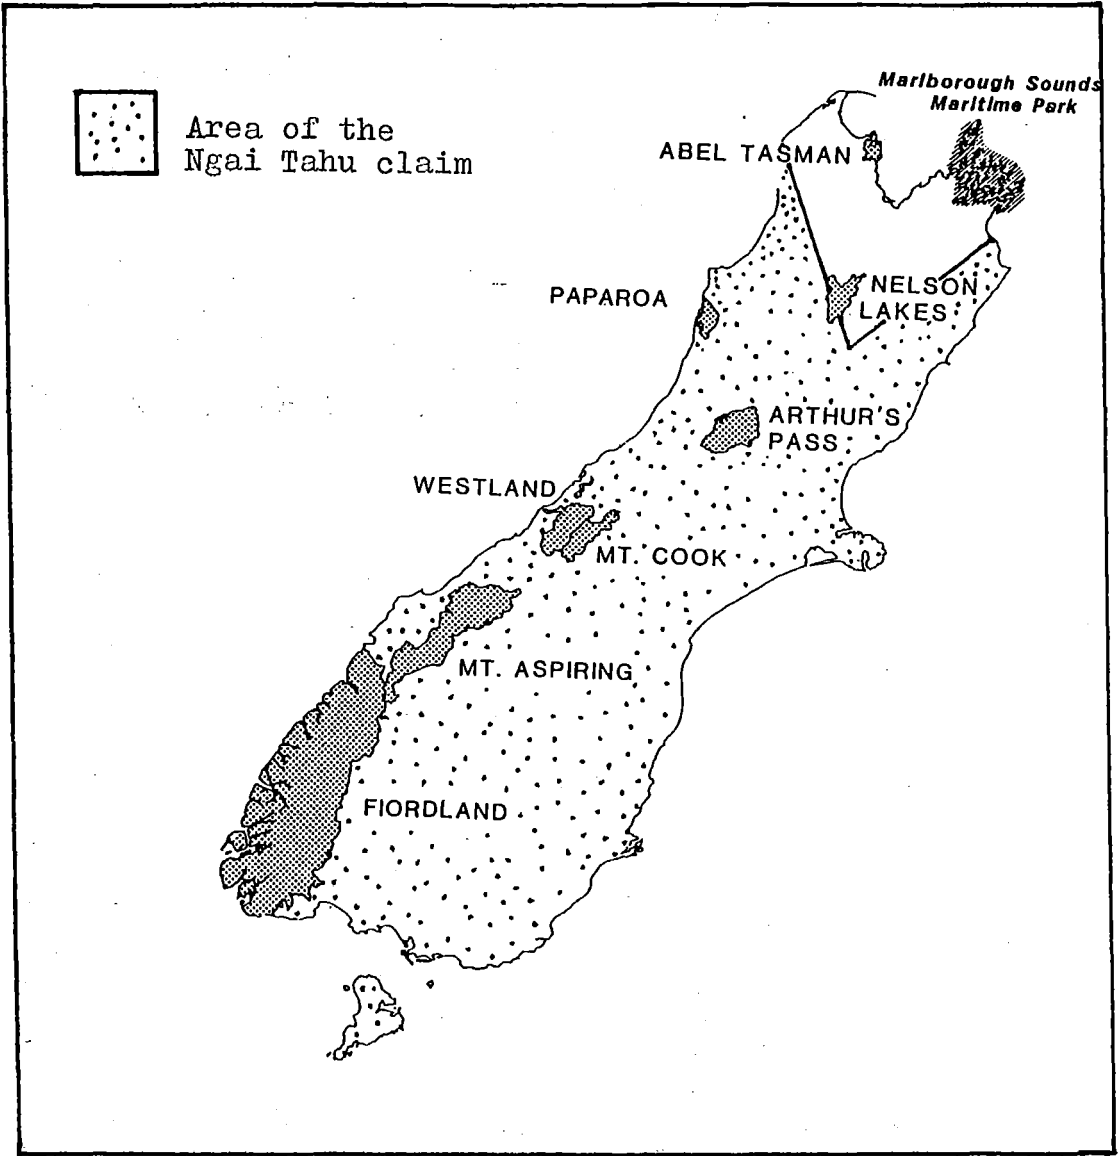 Marlborough Sounds
Maritime Park
Area of the
Ngai Tahu claim
ABEL TASMAN
NELSON
LAKES
PAPAROA
ARTHUR'S
PASS
WESTLAND
MT. COOK
MT. ASPIRING
FIORDLAND